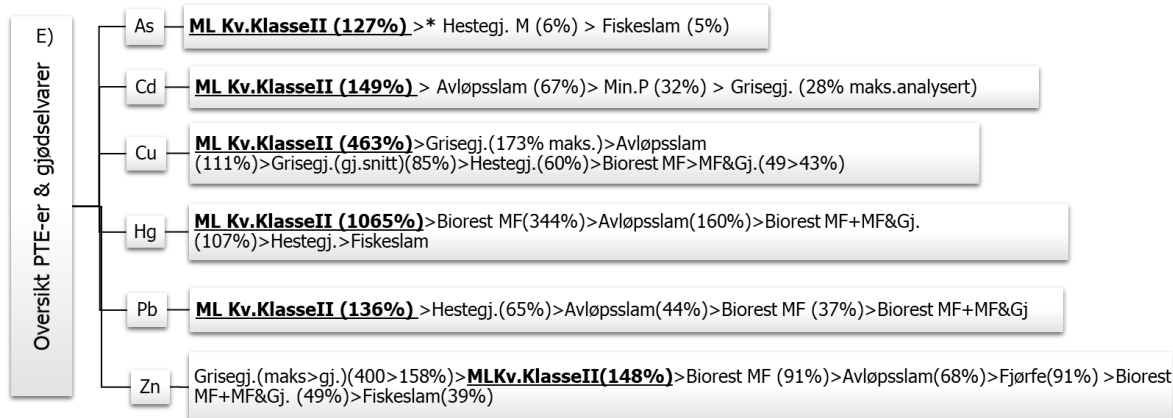 E)
Oversikt PTE-er & gjødselvarer
As
ML Kv.KlasseII (127%) >* Hestegj. M (6%) > Fiskeslam (5%)
Cd
ML Kv.KlasseII (149%) > Avløpsslam (67%)> Min.P (32%) > Grisegj. (28% maks.analysert)
Cu
ML Kv.KlasseII (463%)>Grisegj.(173% maks.)>Avløpsslam
(111%)>Grisegj.(gj.snitt)(85%)>Hestegj.(60%)>Biorest MF>MF&Gj.(49>43%)
Hg
ML Kv.KlasseII (1065%)>Biorest MF(344%)>Avløpsslam(160%)>Biorest MF+MF&Gj.
(107%)>Hestegj.>Fiskeslam
Pb
ML Kv.KlasseII (136%) >Hestegj.(65%)>Avløpsslam(44%)>Biorest MF (37%)>Biorest MF+MF&Gj
Zn
Grisegj.(maks>gj.)(400>158%)>MLKv.KlasseII(148%)>Biorest MF (91%)>Avløpsslam(68%)>Fjørfe(91%) >Biorest
MF+MF&Gj. (49%)>Fiskeslam(39%)